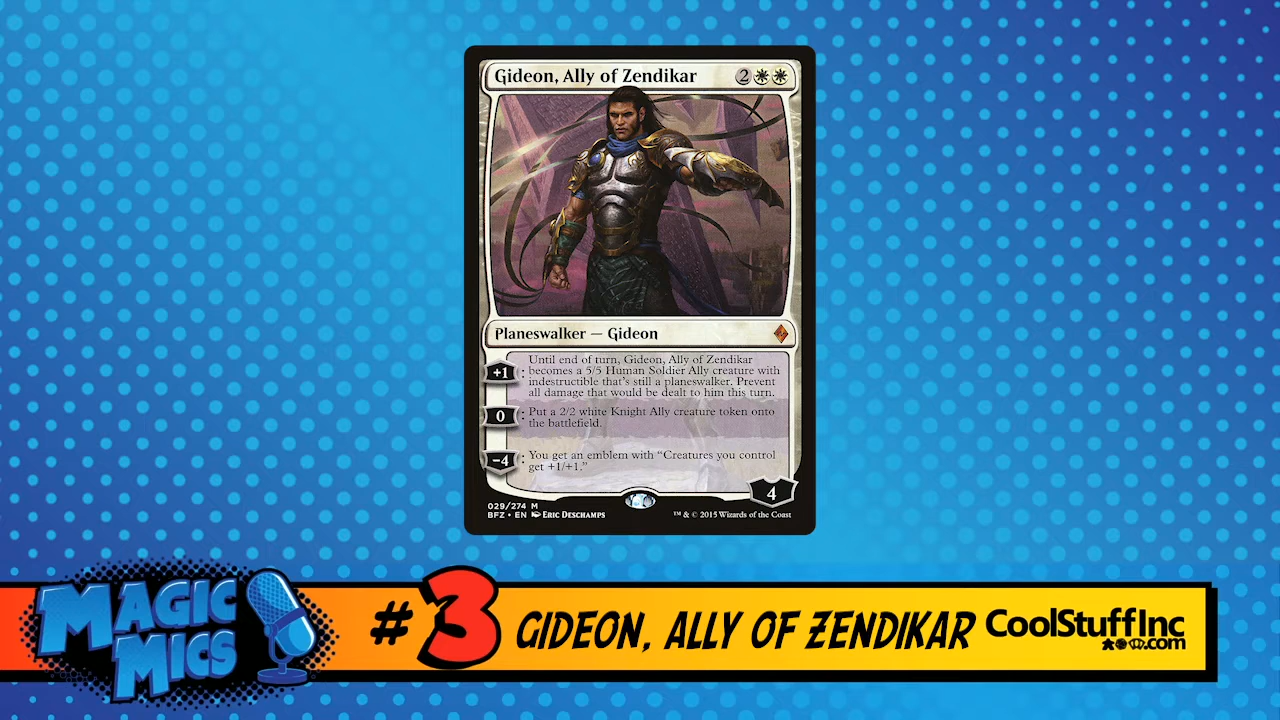 Gideon, Ally of Zendikar 2
Planeswalker — Gideon
+1 : Until end of turn, Gideon, Ally of Zendikar
becomes a 5/5 Human Soldier Ally creature with
indestructible that's still a planeswalker. Prevent
all damage that would be dealt to him this turn.
0 : Put a 2/2 white Knight Ally creature token onto
the battlefield.
-4 : You get an emblem with "Creatures you control
get +1/+1."
4
029/274 M
BFZ • EN Eric Deschamps
™ & © 2015 Wizards of the Coast
MAGIC
MICS
#3 GIDEON, ALLY OF ZENDIKAR
CoolStuffInc
.com